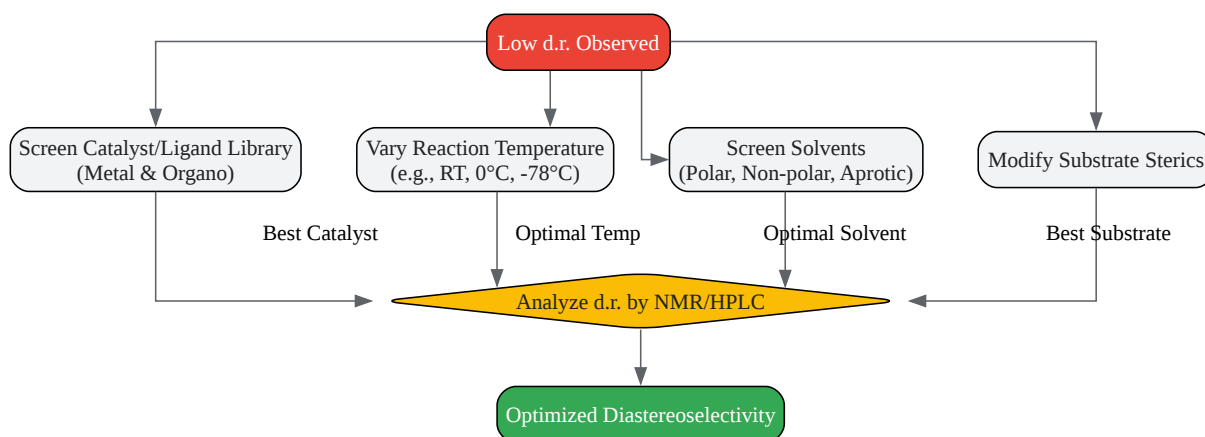 Low d.r. Observed
Screen Catalyst/Ligand Library
(Metal & Organo)
Vary Reaction Temperature
(e.g., RT, 0°C, -78°C)
Screen Solvents
(Polar, Non-polar, Aprotic)
Modify Substrate Sterics
Best Catalyst
Optimal Temp
Optimal Solvent
Best Substrate
Analyze d.r. by NMR/HPLC
Optimized Diastereoselectivity